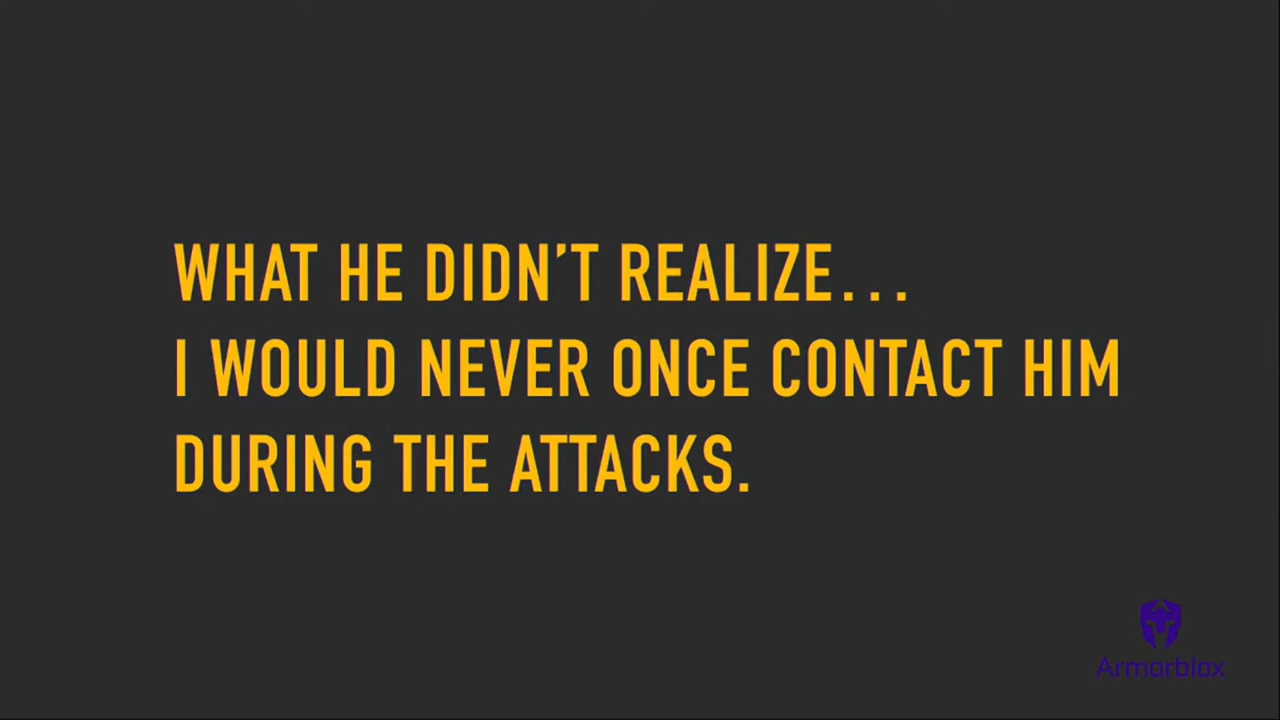 WHAT HE DIDN’T REALIZE...
I WOULD NEVER ONCE CONTACT HIM
DURING THE ATTACKS.
Armorblox